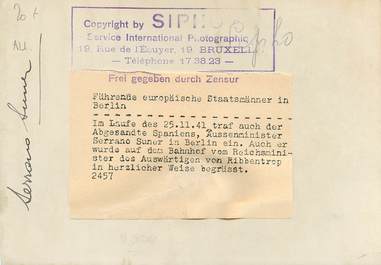 Copyright by SIPHO
Service International Photographic
19, Rue de l'Ecuyer, 19 BRUXELL
— Téléphone 17.38.23 —
Frei gegeben durch Zensur
Führende europäische Staatsmänner in
Berlin
Im Laufe des 25.11.41 traf auch der
Abgesandte Spaniens, Aussenminister
Serrano Suner in Berlin ein. Auch er
wurde auf dem Bahnhof vom Reichsmini-
ster des Auswärtigen von Ribbentrop
in herzlicher Weise begrüsst.
2457
Serrano Suner
Sipho